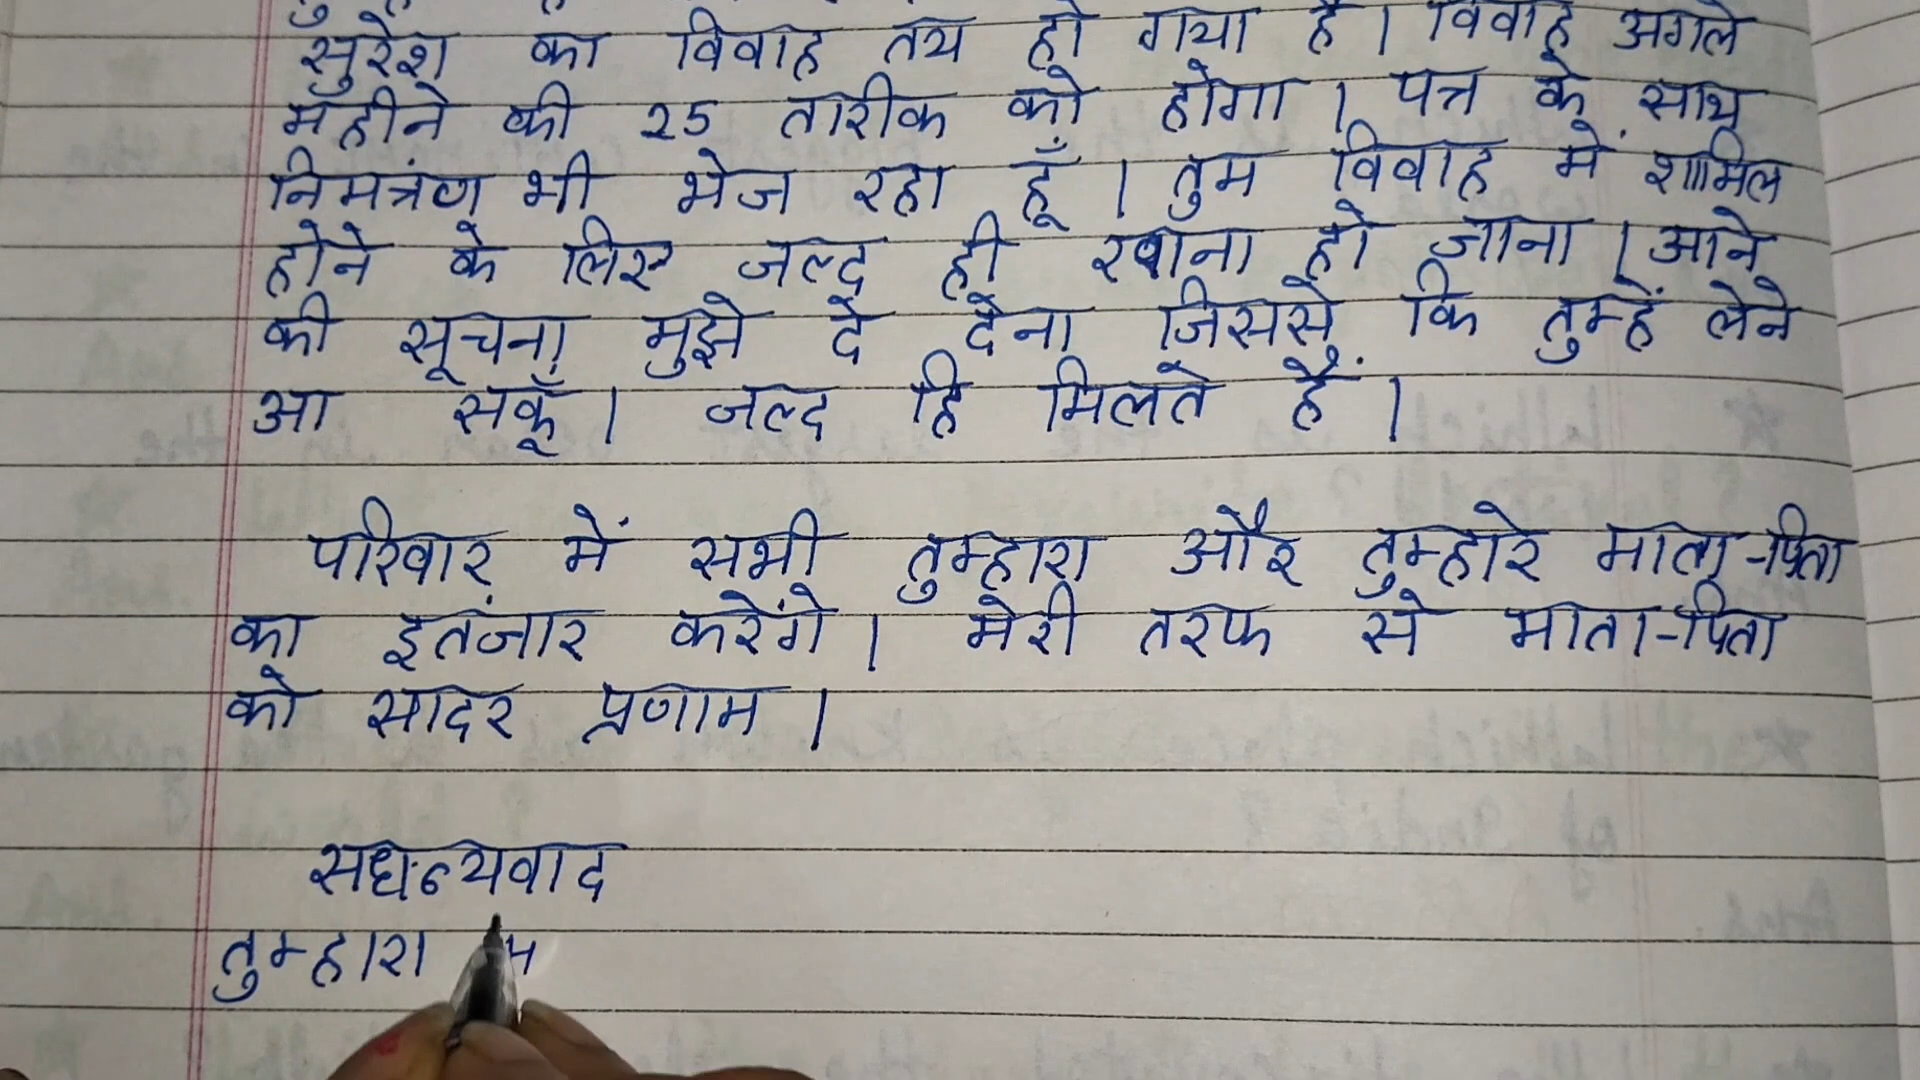 सुरेश का विवाह तय हो गया है। विवाह अगले
महीने की 25 तारीक को होगा। पत्र के साथ
निमत्रंण भी भेज रहा हूँ। तुम विवाह में शामिल
होने के लिए जल्द ही रवाना हो जाना। आने
की सूचना मुझे दे देना जिससे कि तुम्हें लेने
आ सकूँ। जल्द हि मिलते हैं।
परिवार में सभी तुम्हारा और तुम्हारे माता-पिता
का इतंजार करेंगे। मेरी तरफ से माता-पिता
को सादर प्रणाम।
सधन्यवाद
तुम्हारा